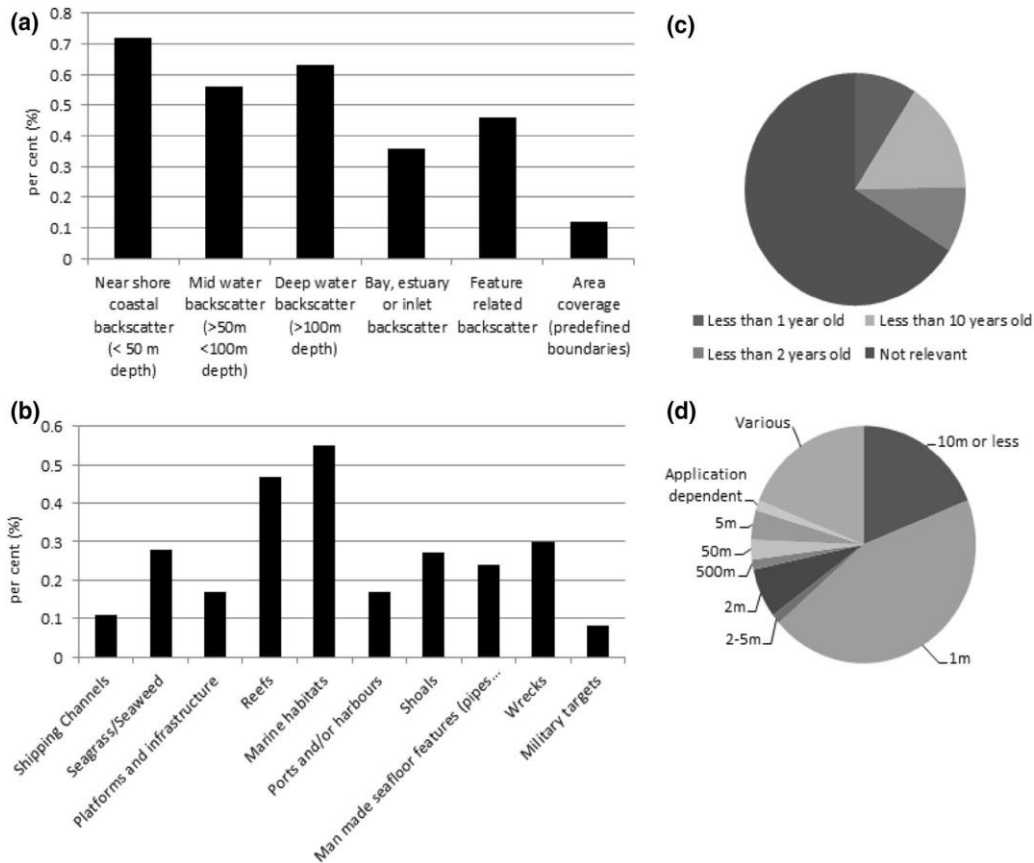 (a)
per cent (%)
0.8
0.7
0.6
0.5
0.4
0.3
0.2
0.1
0
Near shore
coastal
backscatter
(< 50 m
depth)
Mid water
backscatter
(>50m
<100m
depth)
Deep water
backscatter
(>100m
depth)
Bay, estuary
or inlet
backscatter
Feature
related
backscatter
Area
coverage
(predefined
boundaries)
(b)
per cent (%)
0.6
0.5
0.4
0.3
0.2
0.1
0
Shipping Channels
Seagrass/Seaweed
Platforms and infrastructure
Reefs
Marine habitats
Ports and/or harbours
Shoals
Man made seafloor features (pipes...
Wrecks
Military targets
(c)
Less than 1 year old
Less than 10 years old
Less than 2 years old
Not relevant
(d)
Various
10m or less
Application
dependent
5m
50m
500m
2m
2-5m
1m